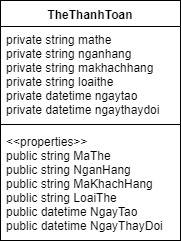 TheThanhToan
private string mathe
private string nganhang
private string makhachhang
private string loaithe
private datetime ngaytao
private datetime ngaythaydoi
<<properties>>
public string MaThe
public string NganHang
public string MaKhachHang
public string LoaiThe
public datetime NgayTao
public datetime NgayThayDoi